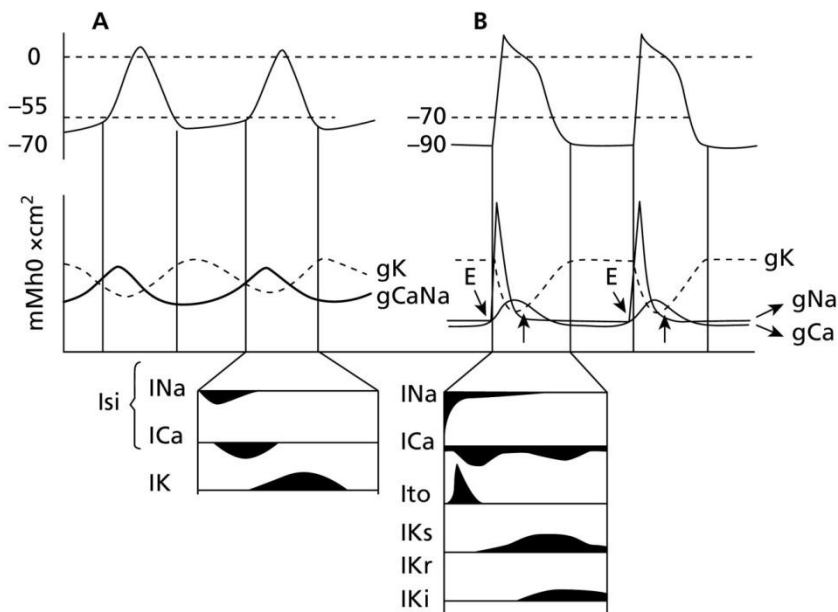 A
B
0
−55
−70
−70
−90
mMh0 ×cm²
gK
gCaNa
E
E
gK
gNa
gCa
Isi
INa
ICa
IK
INa
ICa
Ito
IKs
IKr
IKi